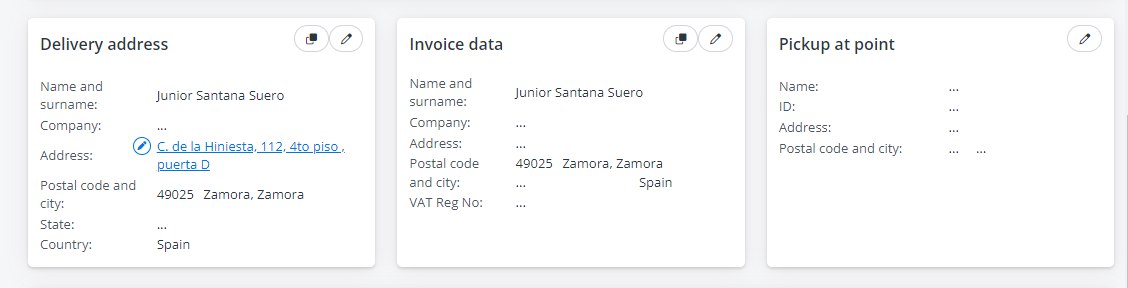 Delivery address
Name and
surname:
Junior Santana Suero
Company:
...
Address:
C. de la Hiniesta, 112, 4to piso ,
puerta D
Postal code and
city:
49025 Zamora, Zamora
State:
...
Country:
Spain
Invoice data
Name and
surname:
Junior Santana Suero
Company:
...
Address:
...
Postal code
and city:
49025 Zamora, Zamora
... Spain
VAT Reg No:
...
Pickup at point
Name:
...
ID:
...
Address:
...
Postal code and city:
... ...